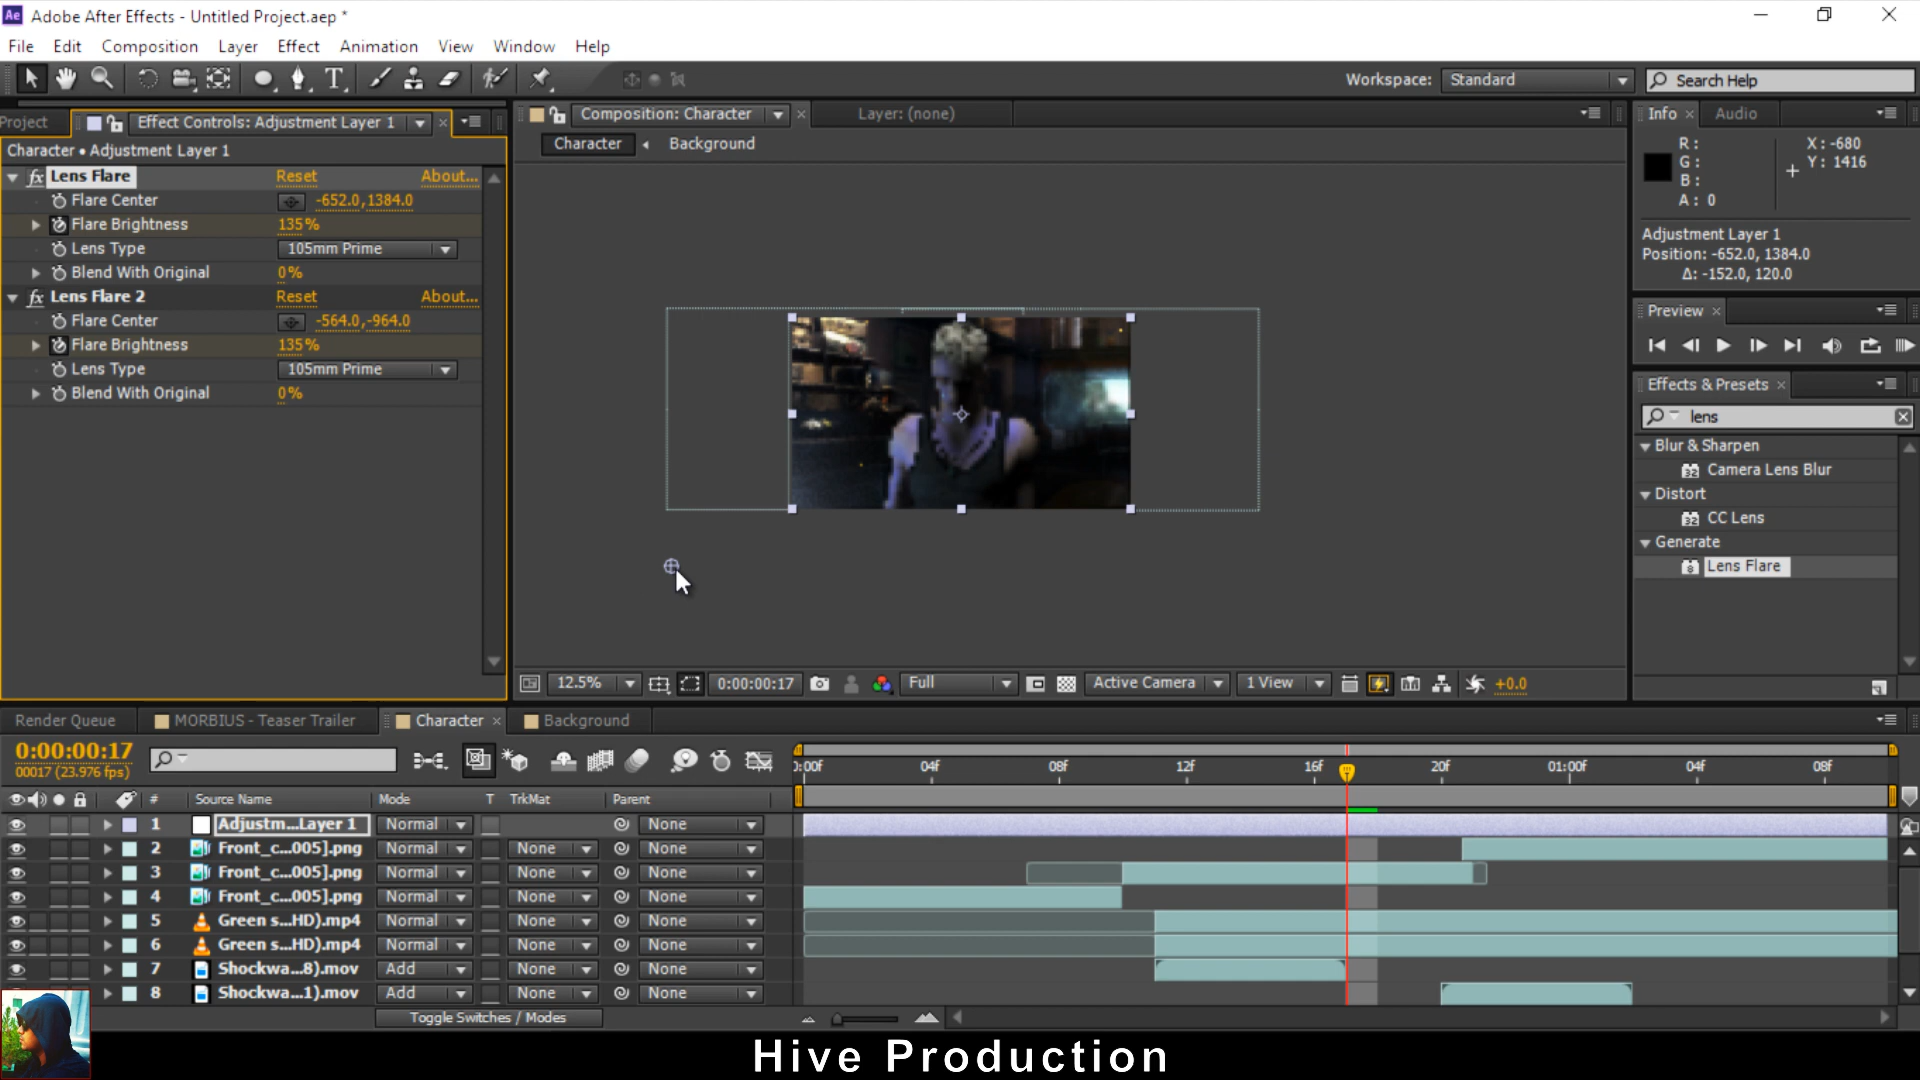 Ae Adobe After Effects - Untitled Project.aep *
File Edit Composition Layer Effect Animation View Window Help
Workspace: Standard Search Help
Project Effect Controls: Adjustment Layer 1
Character • Adjustment Layer 1
fx Lens Flare Reset About...
Flare Center -652.0,1384.0
Flare Brightness 135%
Lens Type 105mm Prime
Blend With Original 0%
fx Lens Flare 2 Reset About...
Flare Center -564.0,-964.0
Flare Brightness 135%
Lens Type 105mm Prime
Blend With Original 0%
Composition: Character Layer: (none)
Character Background
12.5% 0:00:00:17 Full Active Camera 1 View +0.0
Info Audio
R: X: -680
G: Y: 1416
B:
A: 0
Adjustment Layer 1
Position: -652.0, 1384.0
Δ: -152.0, 120.0
Preview
Effects & Presets
lens
Blur & Sharpen
Camera Lens Blur
Distort
CC Lens
Generate
Lens Flare
Render Queue MORBIUS - Teaser Trailer Character Background
0:00:00:17
00017 (23.976 fps)
):00f 04f 08f 12f 16f 20f 01:00f 04f 08f
# Source Name Mode T TrkMat Parent
1 Adjustm...Layer 1 Normal None
2 Front_c...005].png Normal None None
3 Front_c...005].png Normal None None
4 Front_c...005].png Normal None None
5 Green s...HD).mp4 Normal None None
6 Green s...HD).mp4 Normal None None
7 Shockwa...8).mov Add None None
8 Shockwa...1).mov Add None None
Toggle Switches / Modes
Hive Production